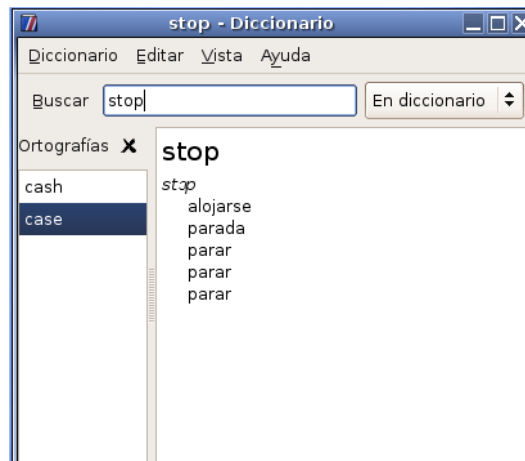 stop - Diccionario
Diccionario Editar Vista Ayuda
Buscar stop En diccionario
Ortografías
cash
case
stop
stɔp
alojarse
parada
parar
parar
parar